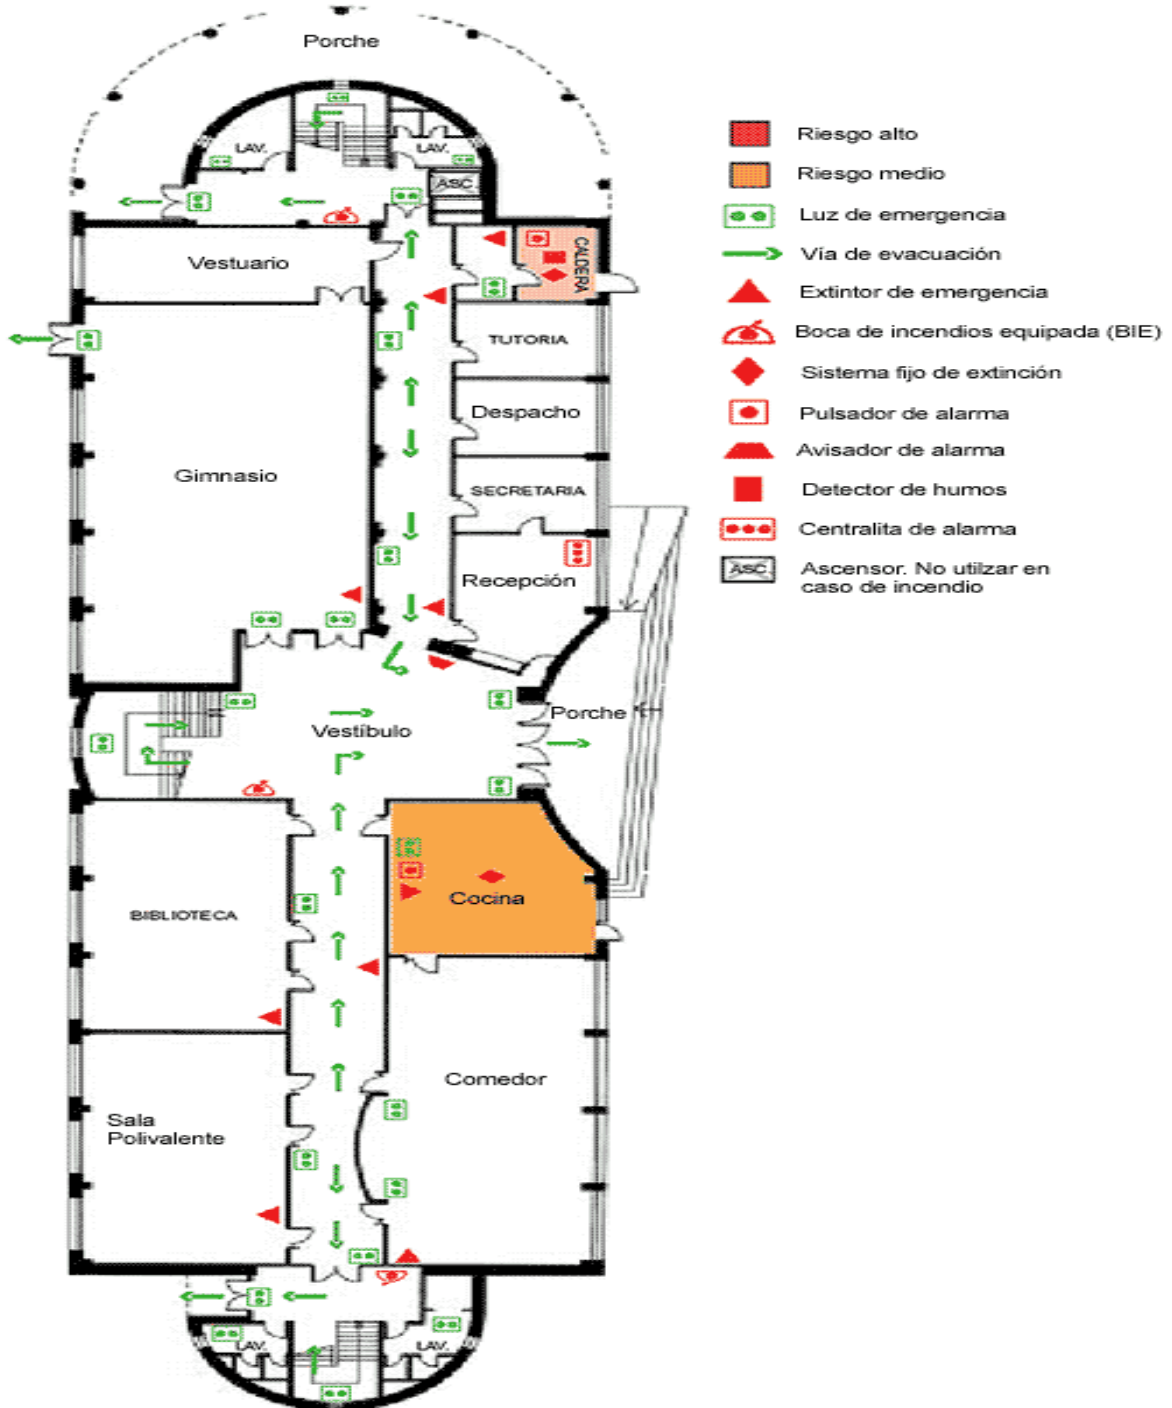 Porche
LAV.
LAV.
ASC
Vestuario
CALDERA
TUTORIA
Despacho
Gimnasio
SECRETARIA
Recepción
Porche
Vestíbulo
Cocina
BIBLIOTECA
Comedor
Sala
Polivalente
LAV.
LAV.
Riesgo alto
Riesgo medio
Luz de emergencia
Vía de evacuación
Extintor de emergencia
Boca de incendios equipada (BIE)
Sistema fijo de extinción
Pulsador de alarma
Avisador de alarma
Detector de humos
Centralita de alarma
ASC
Ascensor. No utilzar en
caso de incendio